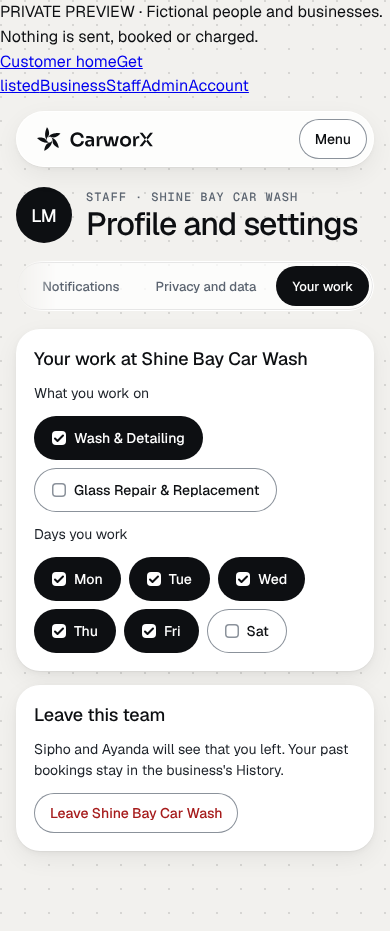 PRIVATE PREVIEW · Fictional people and businesses.
Nothing is sent, booked or charged.
Customer homeGet
listedBusinessStaffAdminAccount
CarworX
Menu
LM
STAFF · SHINE BAY CAR WASH
Profile and settings
Notifications
Privacy and data
Your work
Your work at Shine Bay Car Wash
What you work on
Wash & Detailing
Glass Repair & Replacement
Days you work
Mon
Tue
Wed
Thu
Fri
Sat
Leave this team
Sipho and Ayanda will see that you left. Your past
bookings stay in the business's History.
Leave Shine Bay Car Wash